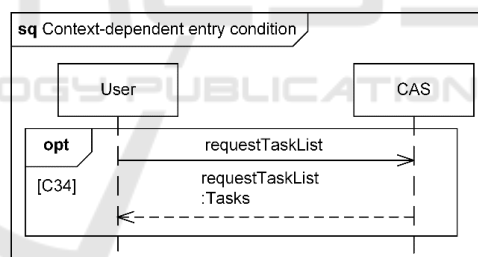 sq Context-dependent entry condition
User
CAS
opt
requestTaskList
[C34]
requestTaskList
:Tasks